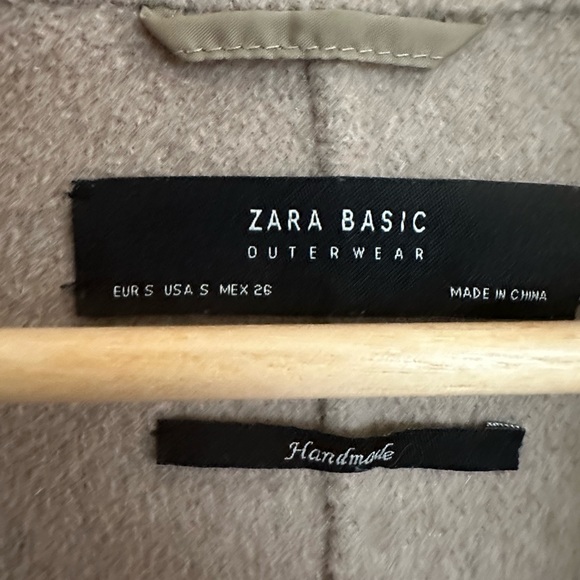 ZARA BASIC
OUTERWEAR
EUR S USA S MEX 26 MADE IN CHINA
Handmade